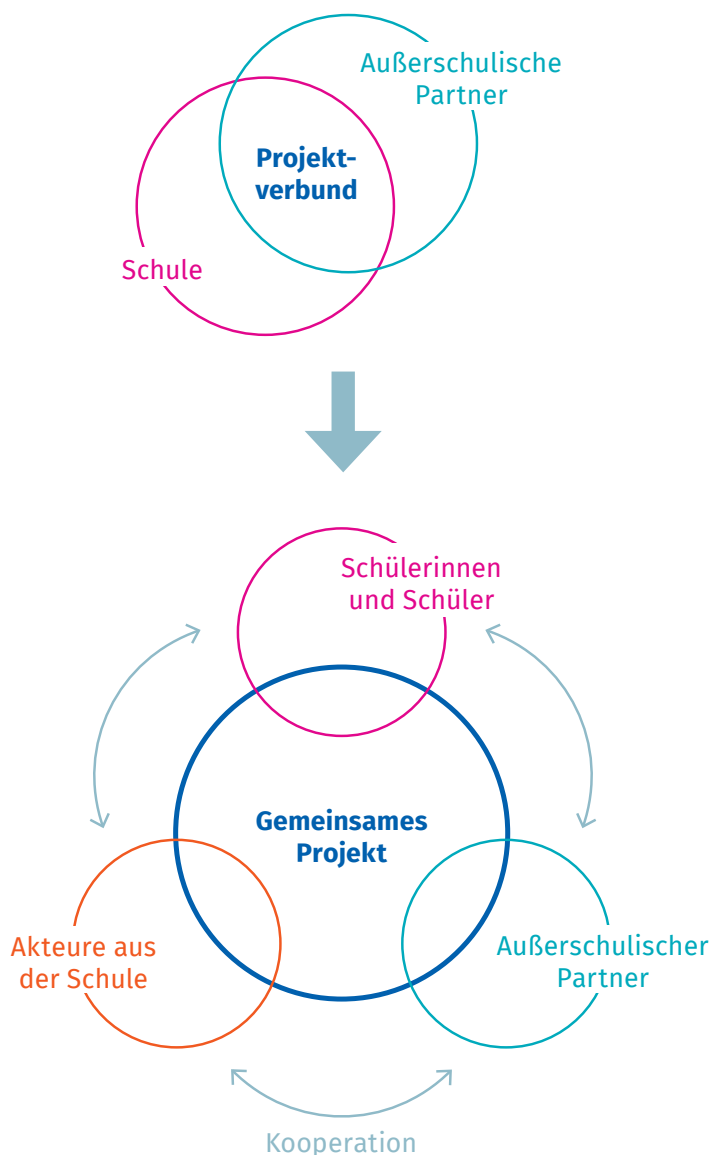 Außerschulische
Partner
Projekt-
verbund
Schule
Schülerinnen
und Schüler
Gemeinsames
Projekt
Akteure aus
der Schule
Außerschulischer
Partner
Kooperation